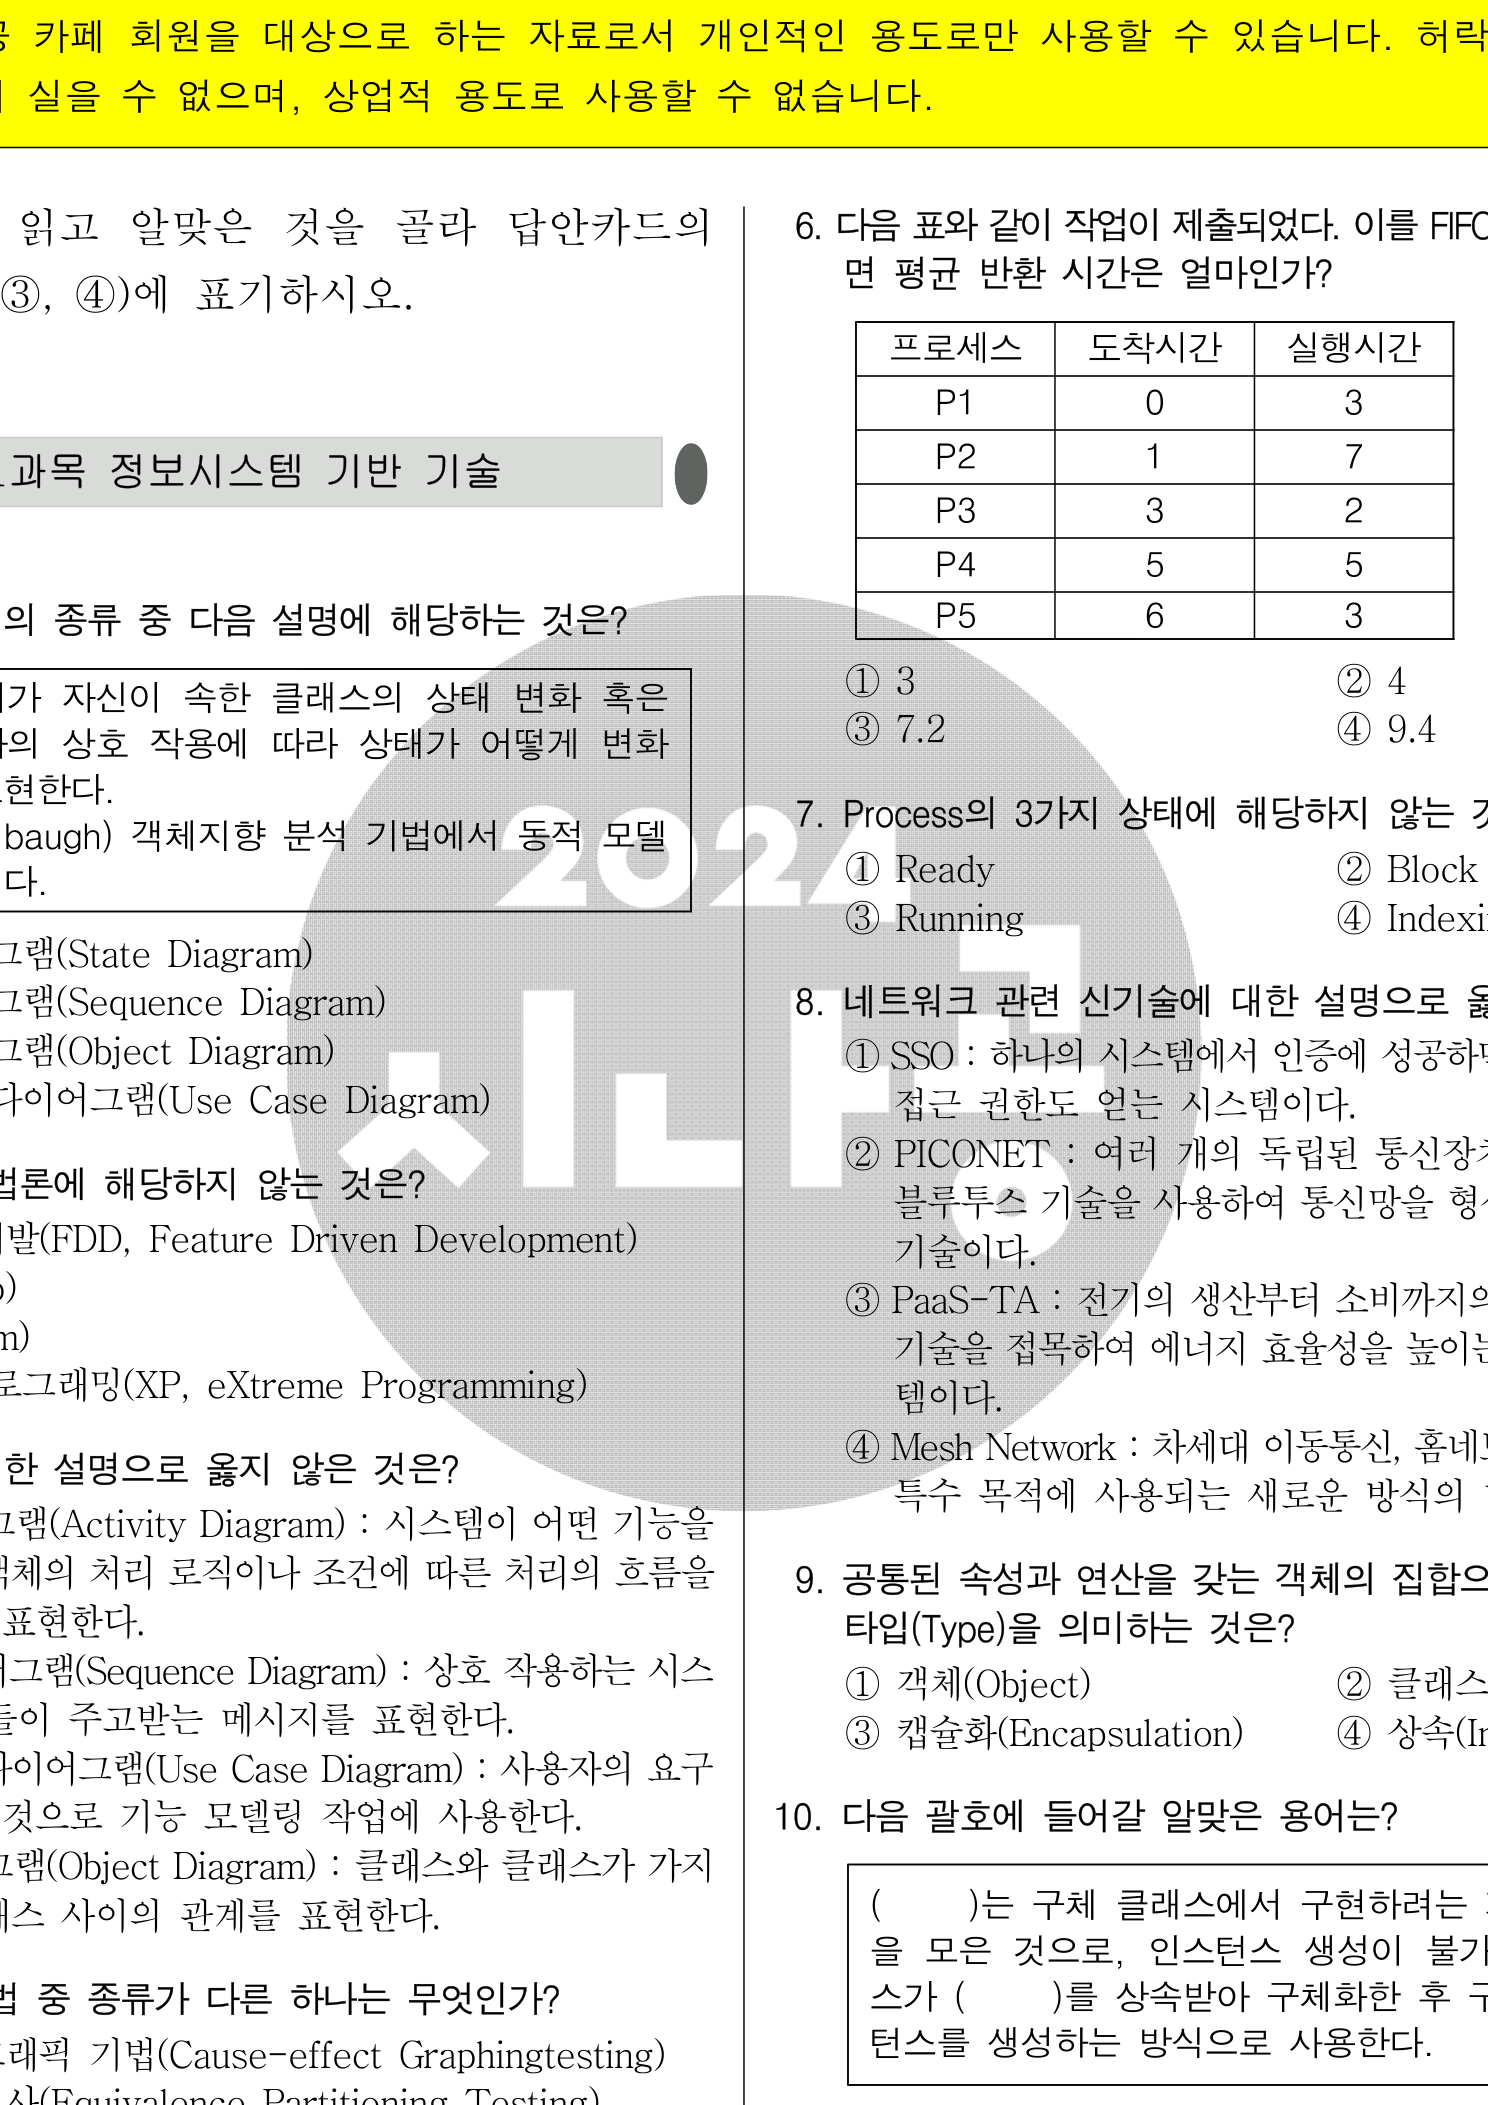 카페 회원을 대상으로 하는 자료로서 개인적인 용도로만 사용할 수 있습니다. 허락
실을 수 없으며, 상업적 용도로 사용할 수 없습니다.
읽고 알맞은 것을 골라 답안카드의
③, ④)에 표기하시오.
과목 정보시스템 기반 기술
의 종류 중 다음 설명에 해당하는 것은?
가 자신이 속한 클래스의 상태 변화 혹은
의 상호 작용에 따라 상태가 어떻게 변화
현한다.
baugh) 객체지향 분석 기법에서 동적 모델
다.
그램(State Diagram)
그램(Sequence Diagram)
그램(Object Diagram)
다이어그램(Use Case Diagram)
법론에 해당하지 않는 것은?
발(FDD, Feature Driven Development)
)
m)
로그래밍(XP, eXtreme Programming)
한 설명으로 옳지 않은 것은?
그램(Activity Diagram) : 시스템이 어떤 기능을
객체의 처리 로직이나 조건에 따른 처리의 흐름을
표현한다.
어그램(Sequence Diagram) : 상호 작용하는 시스
들이 주고받는 메시지를 표현한다.
다이어그램(Use Case Diagram) : 사용자의 요구
것으로 기능 모델링 작업에 사용한다.
그램(Object Diagram) : 클래스와 클래스가 가지
래스 사이의 관계를 표현한다.
법 중 종류가 다른 하나는 무엇인가?
그래픽 기법(Cause-effect Graphingtesting)
사(Equivalence Partitioning Testing)
6. 다음 표와 같이 작업이 제출되었다. 이를 FIFO
면 평균 반환 시간은 얼마인가?
프로세스 도착시간 실행시간
P1 0 3
P2 1 7
P3 3 2
P4 5 5
P5 6 3
① 3 ② 4
③ 7.2 ④ 9.4
7. Process의 3가지 상태에 해당하지 않는
① Ready ② Block
③ Running ④ Indexi
8. 네트워크 관련 신기술에 대한 설명으로
① SSO : 하나의 시스템에서 인증에 성공하면
접근 권한도 얻는 시스템이다.
② PICONET : 여러 개의 독립된 통신장치
블루투스 기술을 사용하여 통신망을 형성
기술이다.
③ PaaS-TA : 전기의 생산부터 소비까지의
기술을 접목하여 에너지 효율성을 높이는
템이다.
④ Mesh Network : 차세대 이동통신, 홈네트
특수 목적에 사용되는 새로운 방식의
9. 공통된 속성과 연산을 갖는 객체의 집합으
타입(Type)을 의미하는 것은?
① 객체(Object) ② 클래스
③ 캡슐화(Encapsulation) ④ 상속(In
10. 다음 괄호에 들어갈 알맞은 용어는?
( )는 구체 클래스에서 구현하려는
을 모은 것으로, 인스턴스 생성이 불가
스가 ( )를 상속받아 구체화한 후 구
턴스를 생성하는 방식으로 사용한다.
2024
시나공